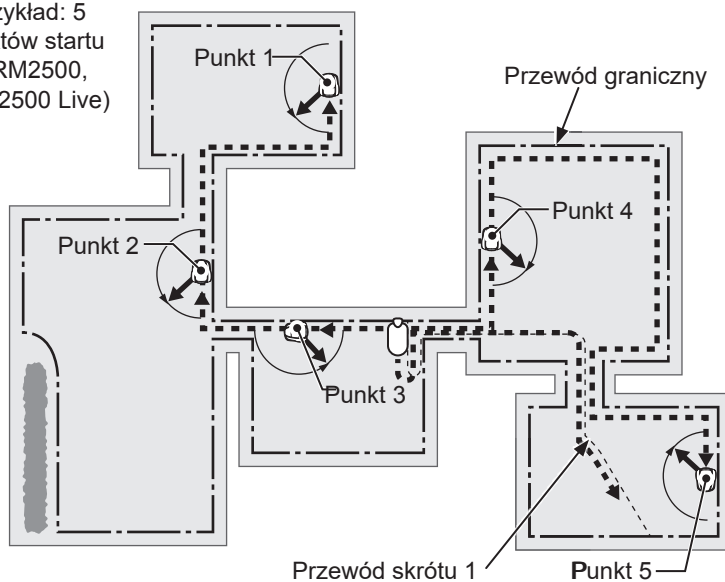 zykład: 5
któw startu
RM2500,
2500 Live)
Punkt 1
Przewód graniczny
Punkt 4
Punkt 2
Punkt 3
Przewód skrótu 1
Punkt 5